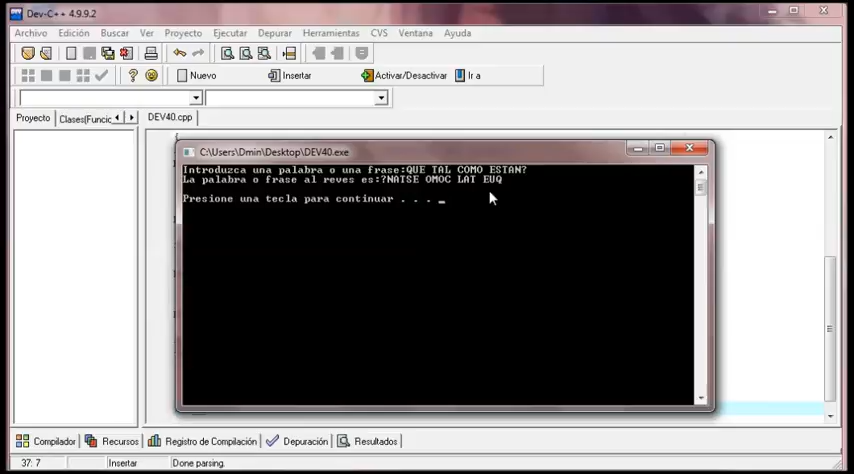 Dev-C++ 4.9.9.2
Archivo Edición Buscar Ver Proyecto Ejecutar Depurar Herramientas CVS Ventana Ayuda
Nuevo Insertar Activar/Desactivar Ir a
Proyecto Clases(Funcic DEV40.cpp
C:\Users\Dmin\Desktop\DEV40.exe
Introduzca una palabra o una frase:QUE TAL COMO ESTAN?
La palabra o frase al reves es:?NATSE OMOC LAT EUQ
Presione una tecla para continuar . . . _
Compilador Recursos Registro de Compilación Depuración Resultados
37: 7 Insertar Done parsing.